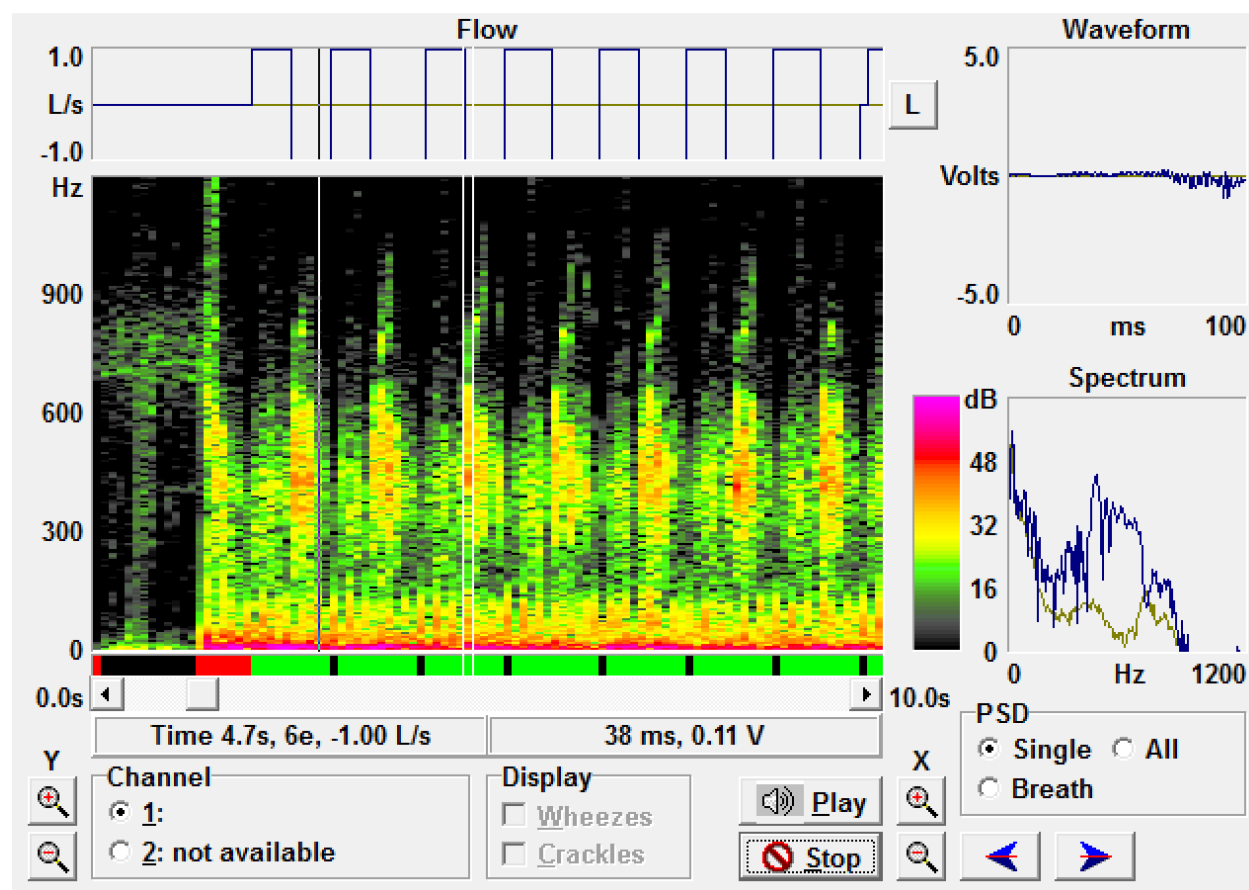 Flow
1.0
L/s
-1.0
L
Waveform
5.0
Volts
-5.0
0 ms 100
Hz
900
600
300
0
Spectrum
dB
48
32
16
0
0 Hz 1200
0.0s
10.0s
Time 4.7s, 6e, -1.00 L/s
38 ms, 0.11 V
PSD
Single
All
Breath
Y
Channel
1:
2: not available
Display
Wheezes
Crackles
Play
Stop
X